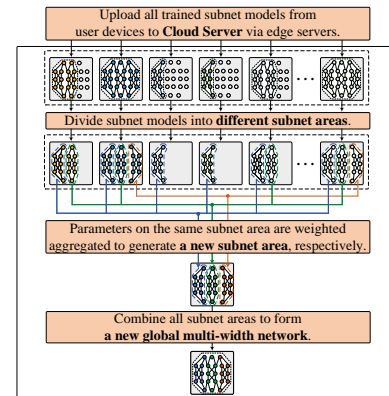 Upload all trained subnet models from
user devices to Cloud Server via edge servers.
Divide subnet models into different subnet areas.
Parameters on the same subnet area are weighted
aggregated to generate a new subnet area, respectively.
Combine all subnet areas to form
a new global multi-width network.